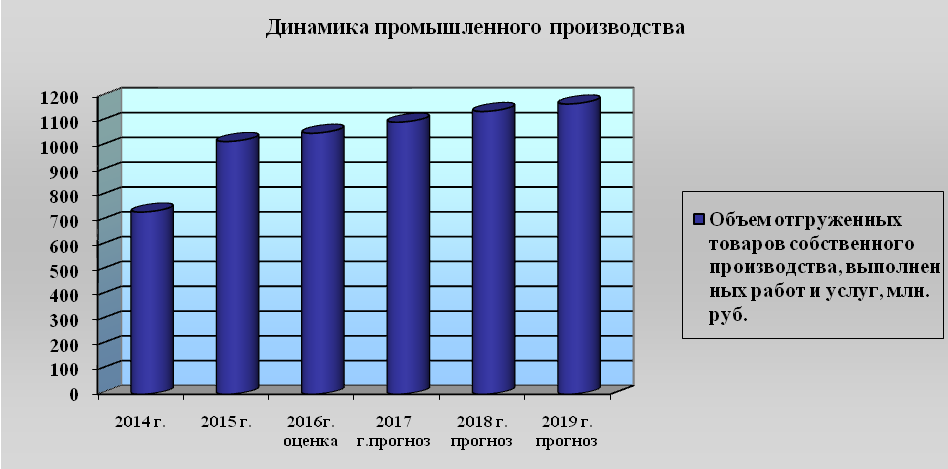 Динамика промышленного производства
1200
1100
1000
900
800
700
600
500
400
300
200
100
0
2014 г.
2015 г.
2016г.
оценка
2017
г.прогноз
2018 г.
прогноз
2019 г.
прогноз
Объем отгруженных
товаров собственного
производства, выполнен
ных работ и услуг, млн.
руб.